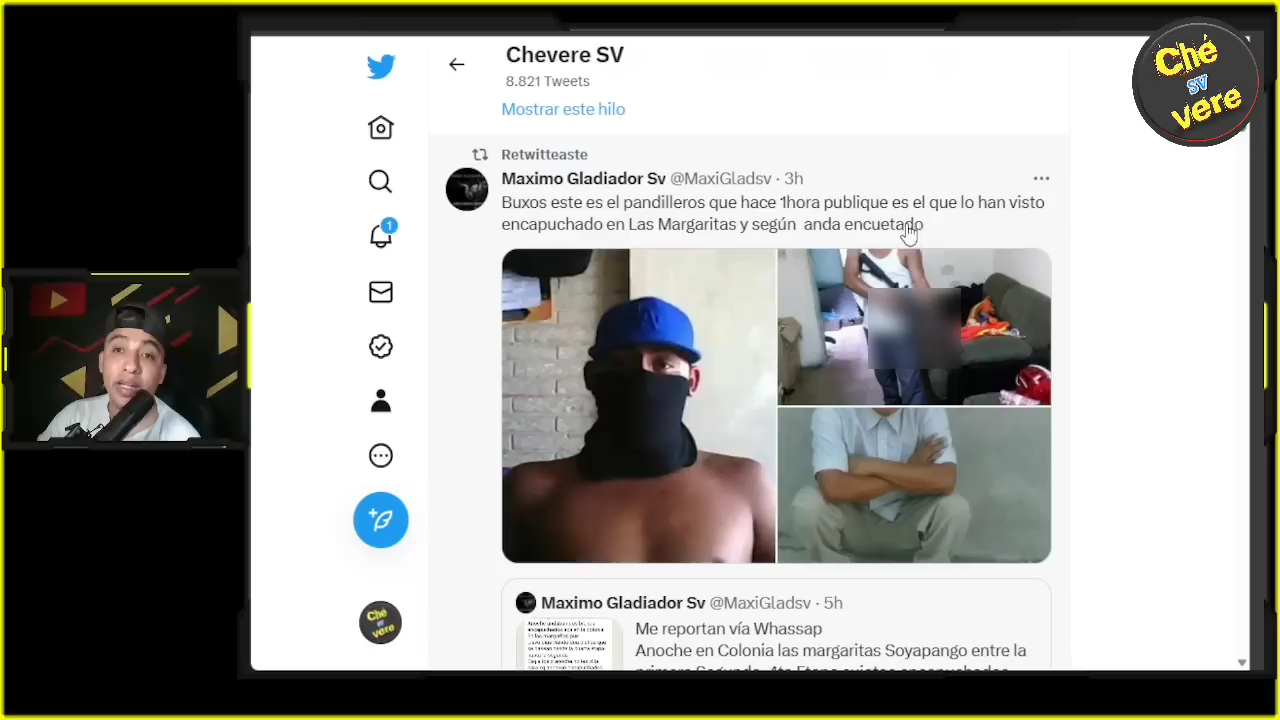 Chevere SV
8.821 Tweets
Mostrar este hilo
Ché
SV
vere
Retwitteaste
Maximo Gladiador Sv @MaxiGladsv · 3h
Buxos este es el pandilleros que hace 1hora publique es el que lo han visto
encapuchado en Las Margaritas y según anda encuetado
1
Ché
vere
Maximo Gladiador Sv @MaxiGladsv · 5h
Me reportan vía Whassap
Anoche en Colonia las margaritas Soyapango entre la